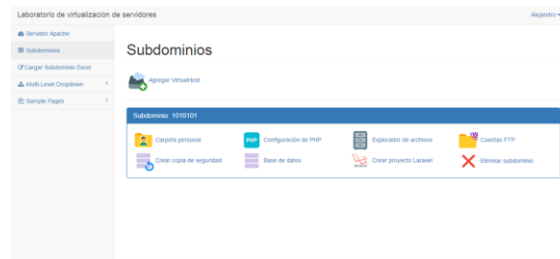 Laboratorio de virtualización de servidores
Alejandro
Servidor Apache
Subdominios
Cargar Subdominio Excel
Multi-Level Dropdown
Sample Pages
Subdominios
Agregar VirtualHost
Subdominio: 1010101
Carpeta personal
PHP Configuración de PHP
Explorador de archivos
Cuentas FTP
Crear copia de seguridad
Base de datos
Crear proyecto Laravel
Eliminar subdominio